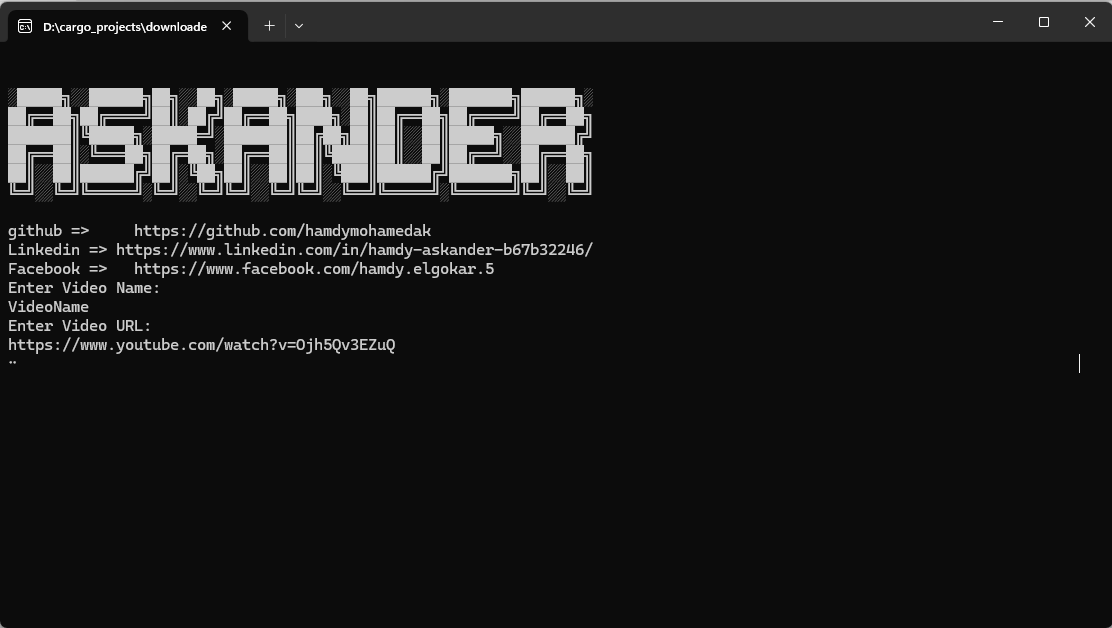 D:\cargo_projects\downloade
ASKANDER
github =>     https://github.com/hamdymohamedak
Linkedin => https://www.linkedin.com/in/hamdy-askander-b67b32246/
Facebook =>   https://www.facebook.com/hamdy.elgokar.5
Enter Video Name:
VideoName
Enter Video URL:
https://www.youtube.com/watch?v=Ojh5Qv3EZuQ